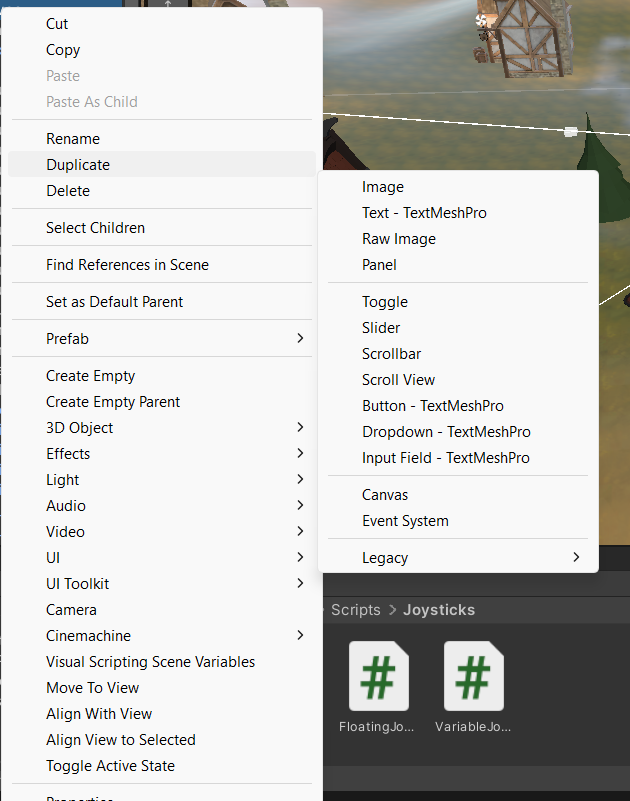 Cut
Copy
Paste
Paste As Child
Rename
Duplicate
Delete
Select Children
Find References in Scene
Set as Default Parent
Prefab
Create Empty
Create Empty Parent
3D Object
Effects
Light
Audio
Video
UI
UI Toolkit
Camera
Cinemachine
Visual Scripting Scene Variables
Move To View
Align With View
Align View to Selected
Toggle Active State
Properties
Image
Text - TextMeshPro
Raw Image
Panel
Toggle
Slider
Scrollbar
Scroll View
Button - TextMeshPro
Dropdown - TextMeshPro
Input Field - TextMeshPro
Canvas
Event System
Legacy
Scripts > Joysticks
FloatingJo...
VariableJo...